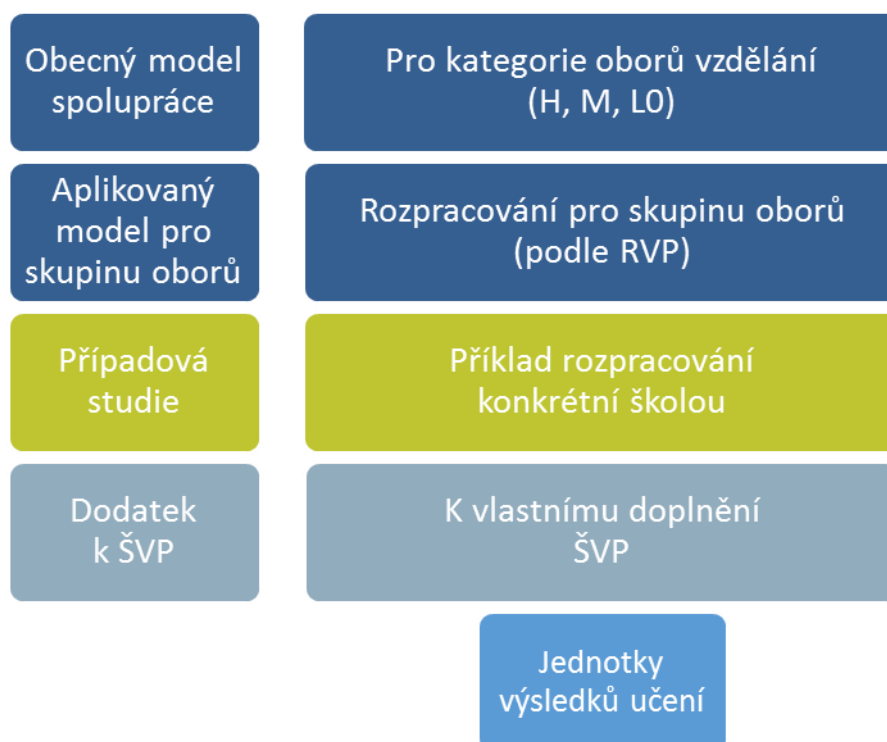 Obecný model
spolupráce
Pro kategorie oborů vzdělání
(H, M, L0)
Aplikovaný
model pro
skupinu oborů
Rozpracování pro skupinu oborů
(podle RVP)
Případová
studie
Příklad rozpracování
konkrétní školou
Dodatek
k ŠVP
K vlastnímu doplnění
ŠVP
Jednotky
výsledků učení